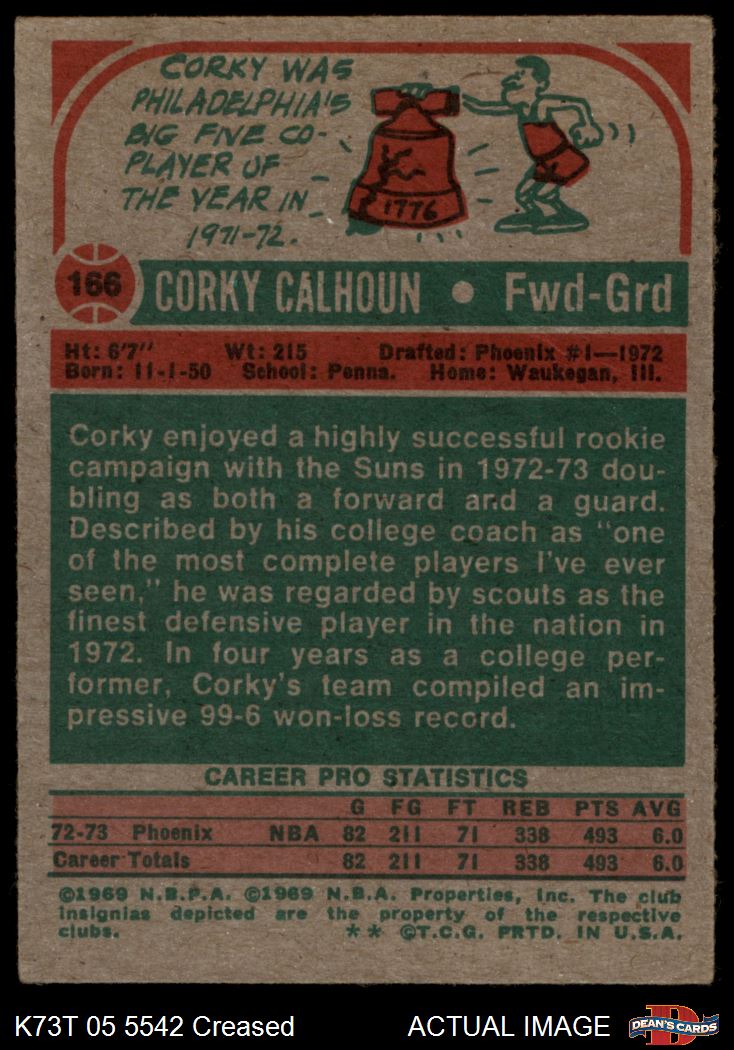 CORKY WAS
PHILADELPHIA'S
BIG FIVE CO-
PLAYER OF
THE YEAR IN
1971-72.
1776
166
CORKY CALHOUN • Fwd-Grd
Ht: 6'7" Wt: 215 Drafted: Phoenix #1—1972
Born: 11-1-50 School: Penna. Home: Waukegan, Ill.
Corky enjoyed a highly successful rookie
campaign with the Suns in 1972-73 dou-
bling as both a forward and a guard.
Described by his college coach as "one
of the most complete players I've ever
seen," he was regarded by scouts as the
finest defensive player in the nation in
1972. In four years as a college per-
former, Corky's team compiled an im-
pressive 99-6 won-loss record.
CAREER PRO STATISTICS
G FG FT REB PTS AVG
72-73 Phoenix NBA 82 211 71 338 493 6.0
Career Totals 82 211 71 338 493 6.0
©1969 N.B.P.A. ©1969 N.B.A. Properties, Inc. The club
insignias depicted are the property of the respective
clubs. ** ©T.C.G. PRTD. IN U.S.A.
K73T 05 5542 Creased ACTUAL IMAGE
D
DEAN'S CARDS